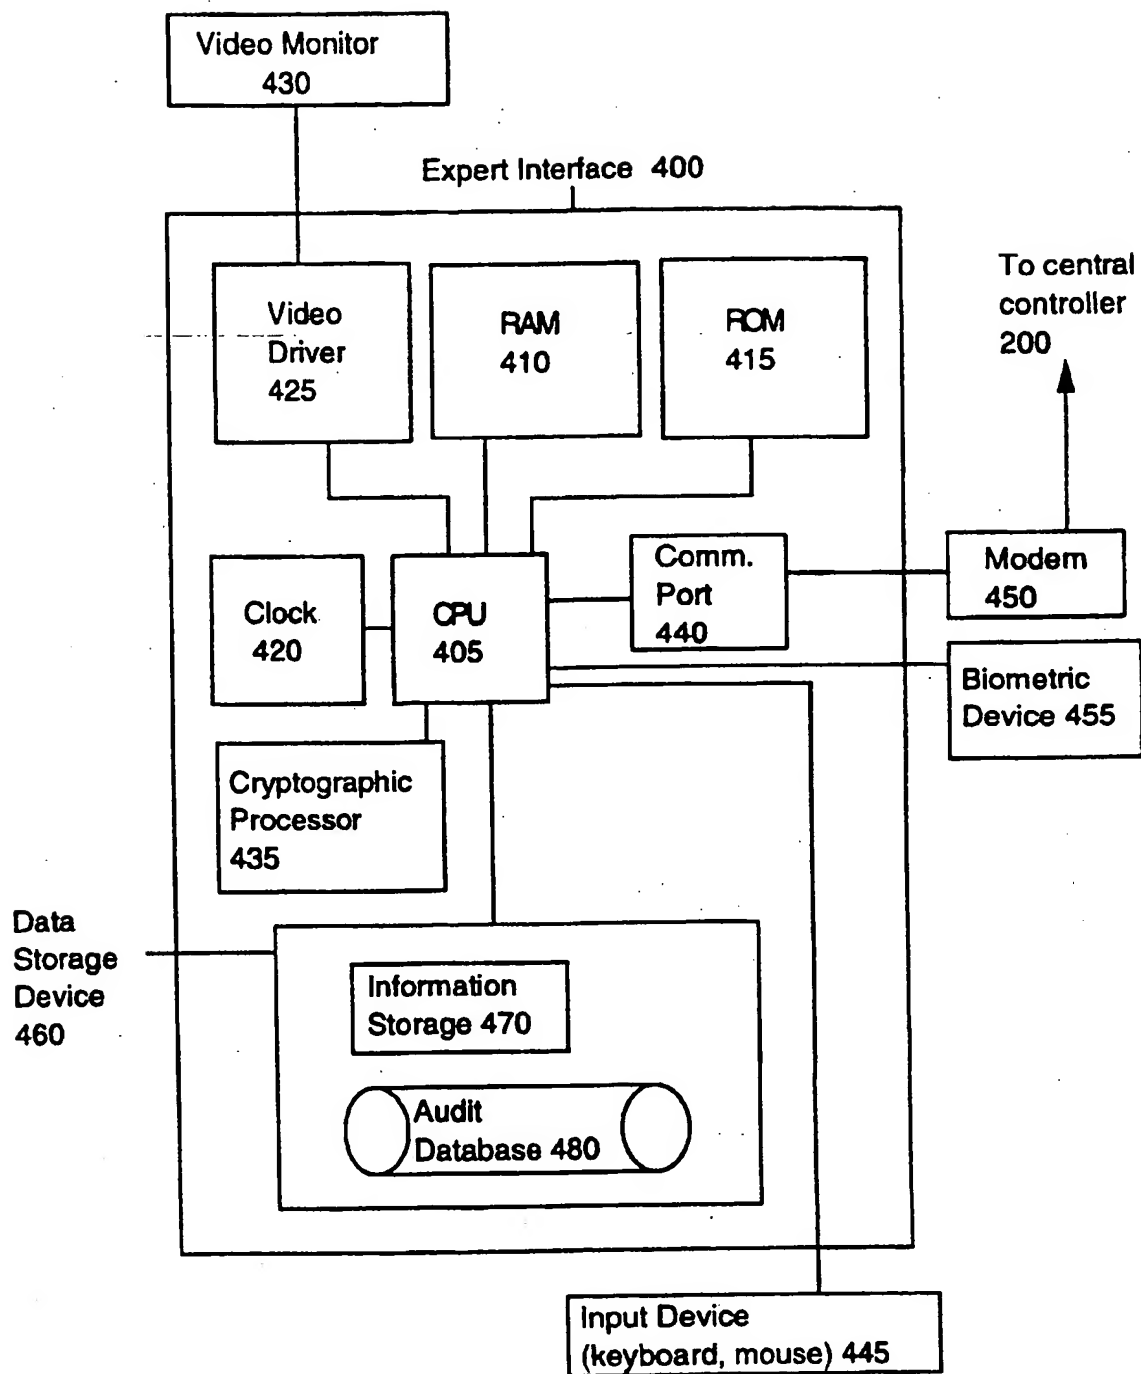 Video Monitor
430
Expert Interface 400
Video
Driver
425
RAM
410
ROM
415
To central
controller
200
Clock
420
CPU
405
Comm.
Port
440
Modem
450
Biometric
Device 455
Cryptographic
Processor
435
Data
Storage
Device
460
Information
Storage 470
Audit
Database 480
Input Device
(keyboard, mouse) 445